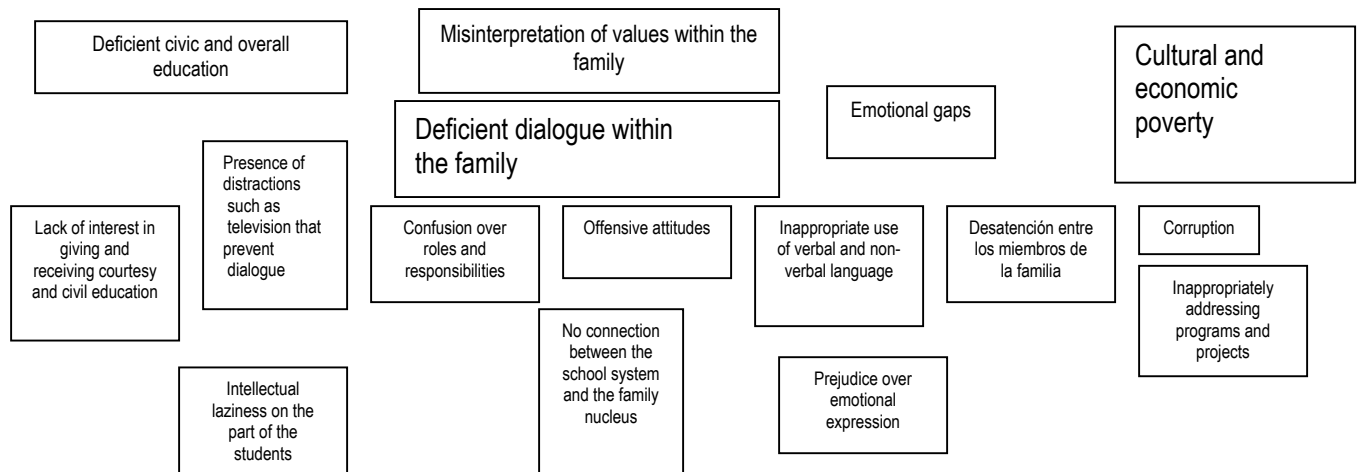 Deficient civic and overall
education
Misinterpretation of values within the
family
Cultural and
economic
poverty
Emotional gaps
Deficient dialogue within
the family
Presence of
distractions
such as
television that
prevent
dialogue
Lack of interest in
giving and
receiving courtesy
and civil education
Confusion over
roles and
responsibilities
Offensive attitudes
Inappropriate use
of verbal and non-
verbal language
Desatención entre
los miembros de
la familia
Corruption
Inappropriately
addressing
programs and
projects
No connection
between the
school system
and the family
nucleus
Prejudice over
emotional
expression
Intellectual
laziness on the
part of the
students